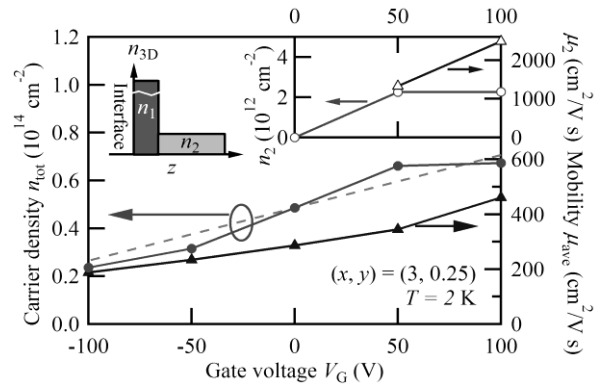 0 50 100
1.2
1.0
0.8
0.6
0.4
0.2
0.0
Carrier density n_tot (10^14 cm^-2)
n_3D
Interface
n_1
n_2
z
4
2
0
n_2 (10^12 cm^-2)
2000
1000
0
μ_2 (cm^2/V s)
600
400
200
0
Mobility μ_ave (cm^2/V s)
(x, y) = (3, 0.25)
T = 2 K
-100 -50 0 50 100
Gate voltage V_G (V)